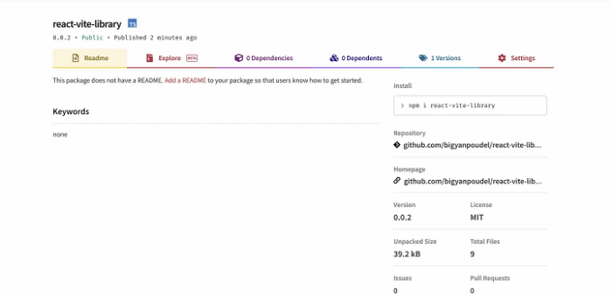 react-vite-library TS
0.0.2 • Public • Published 2 minutes ago
Readme
Explore BETA
0 Dependencies
0 Dependents
1 Versions
Settings
This package does not have a README. Add a README to your package so that users know how to get started.
Keywords
none
Install
> npm i react-vite-library
Repository
github.com/bigyanpoudel/react-vite-lib...
Homepage
github.com/bigyanpoudel/react-vite-lib...
Version
License
0.0.2
MIT
Unpacked Size
Total Files
39.2 kB
9
Issues
Pull Requests
0
0